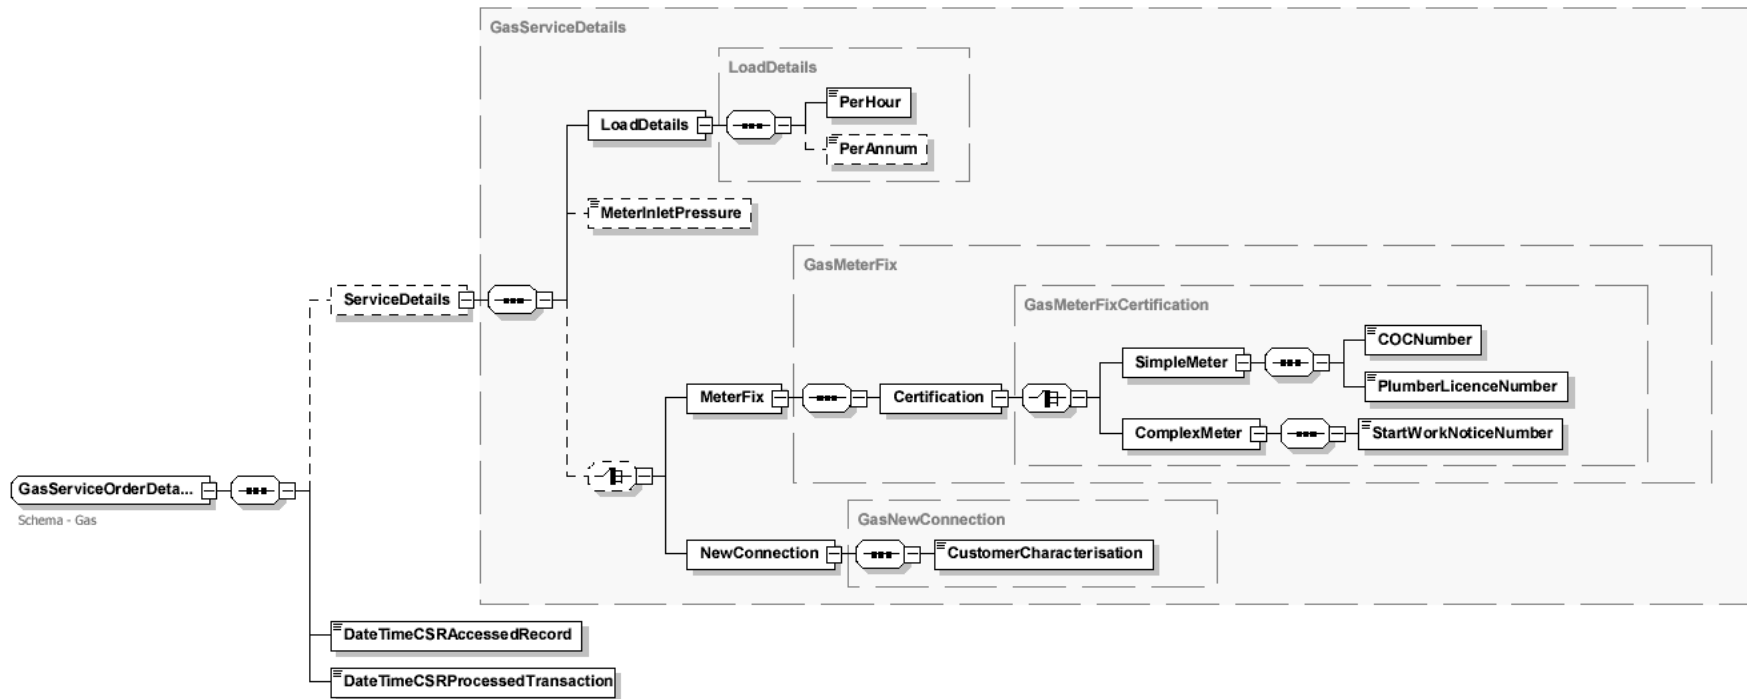 GasServiceDetails
LoadDetails
PerHour
LoadDetails
PerAnnum
MeterInletPressure
GasMeterFix
ServiceDetails
GasMeterFixCertification
COCNumber
SimpleMeter
PlumberLicenceNumber
MeterFix
Certification
ComplexMeter
StartWorkNoticeNumber
GasServiceOrderDeta...
Schema - Gas
GasNewConnection
NewConnection
CustomerCharacterisation
DateTimeCSRAccessedRecord
DateTimeCSRProcessedTransaction